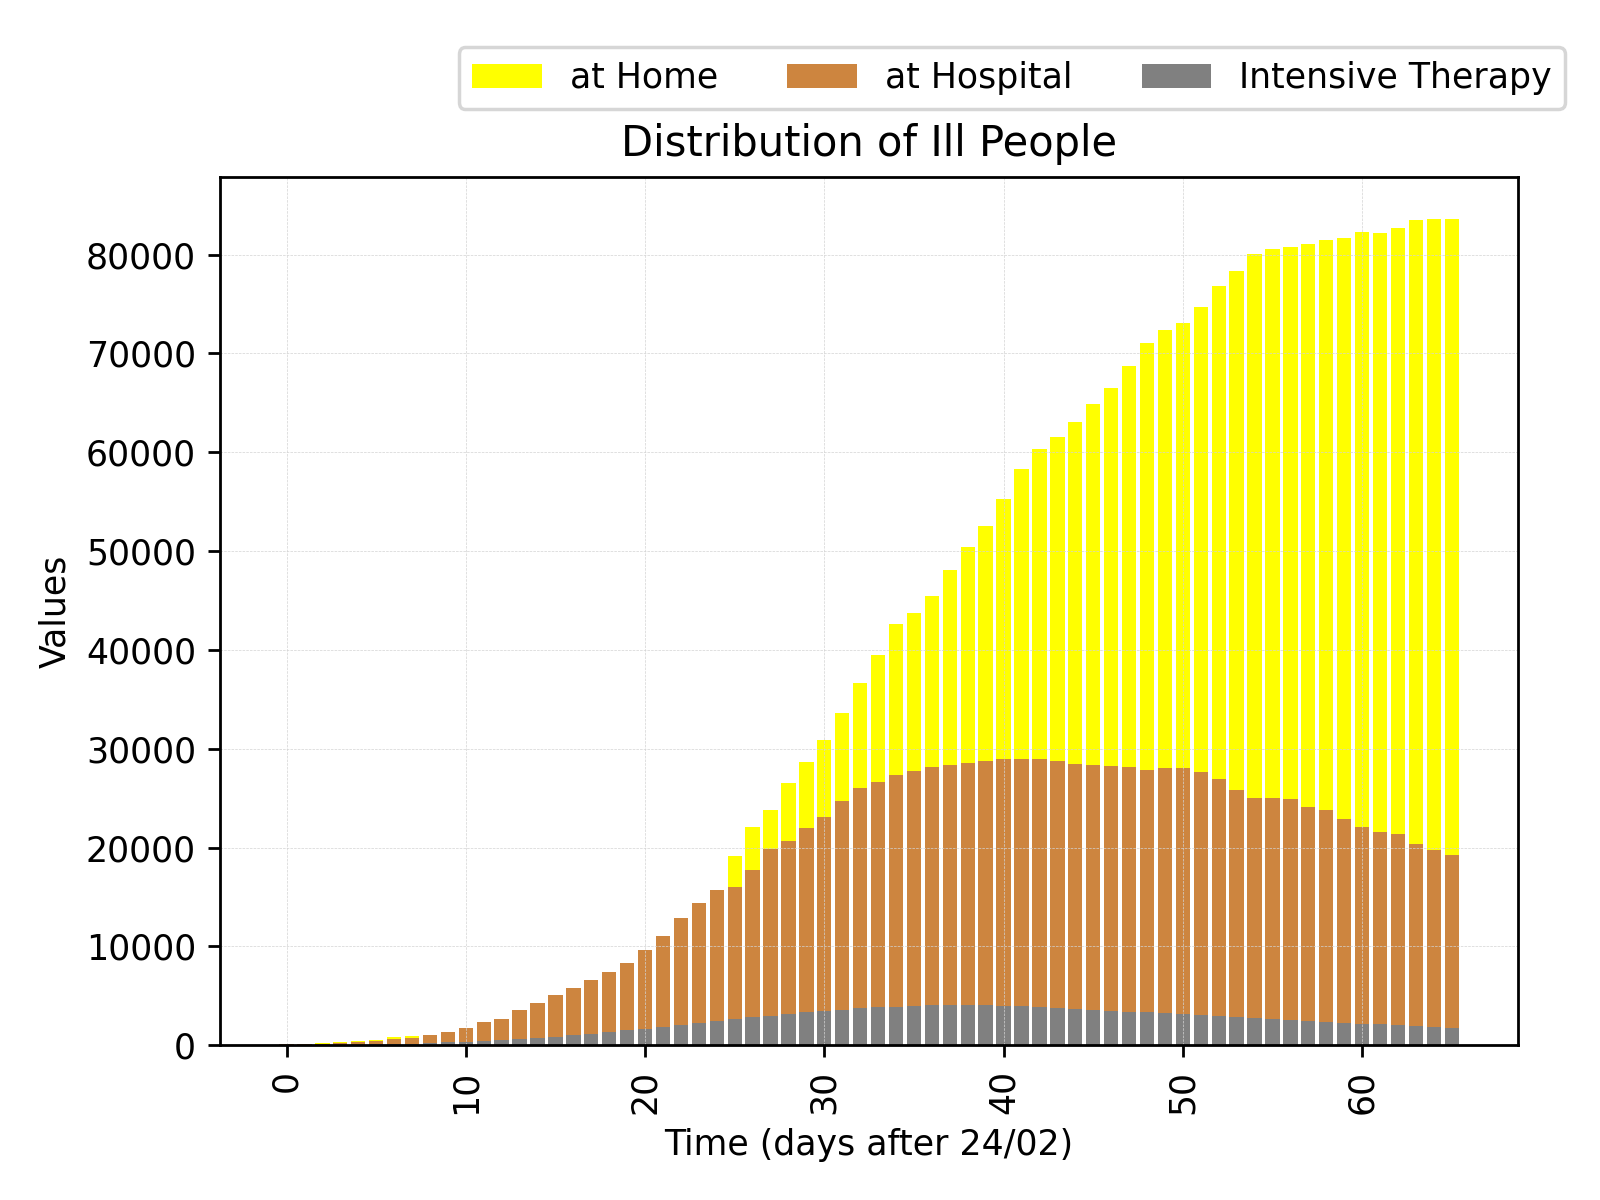 at Home at Hospital Intensive Therapy
Distribution of Ill People
80000
70000
60000
50000
40000
30000
20000
10000
0
Values
0 10 20 30 40 50 60
Time (days after 24/02)